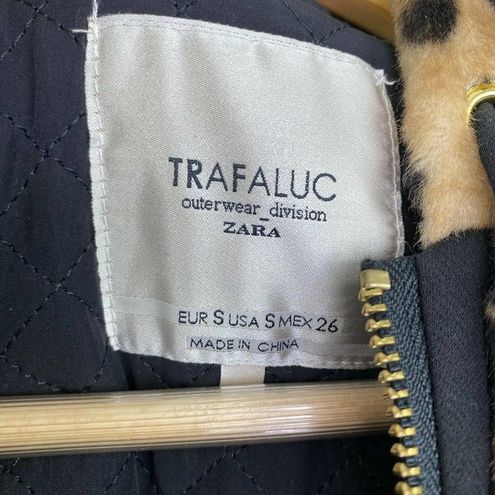 TRAFALUC
outerwear_division
ZARA
EUR S USA S MEX 26
MADE IN CHINA